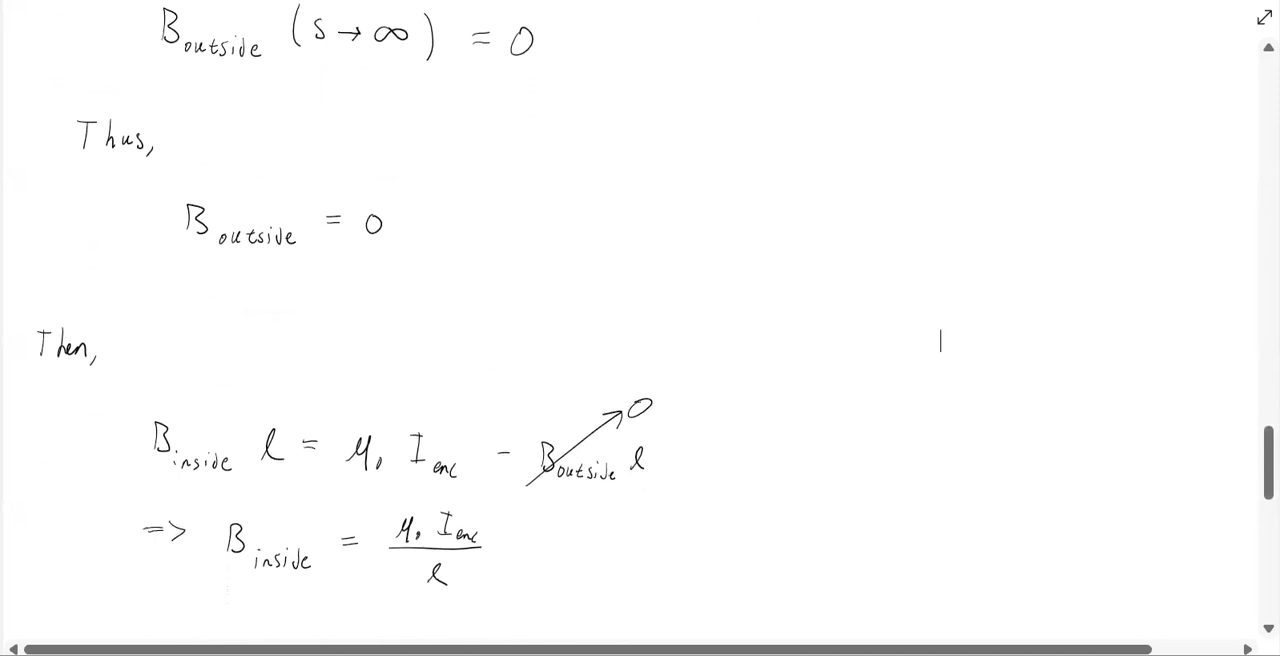 B_outside (s → ∞) = 0
Thus,
B_outside = 0
Then,
B_inside l = μ₀ I_enc - B_outside l → 0
=> B_inside = μ₀ I_enc / l